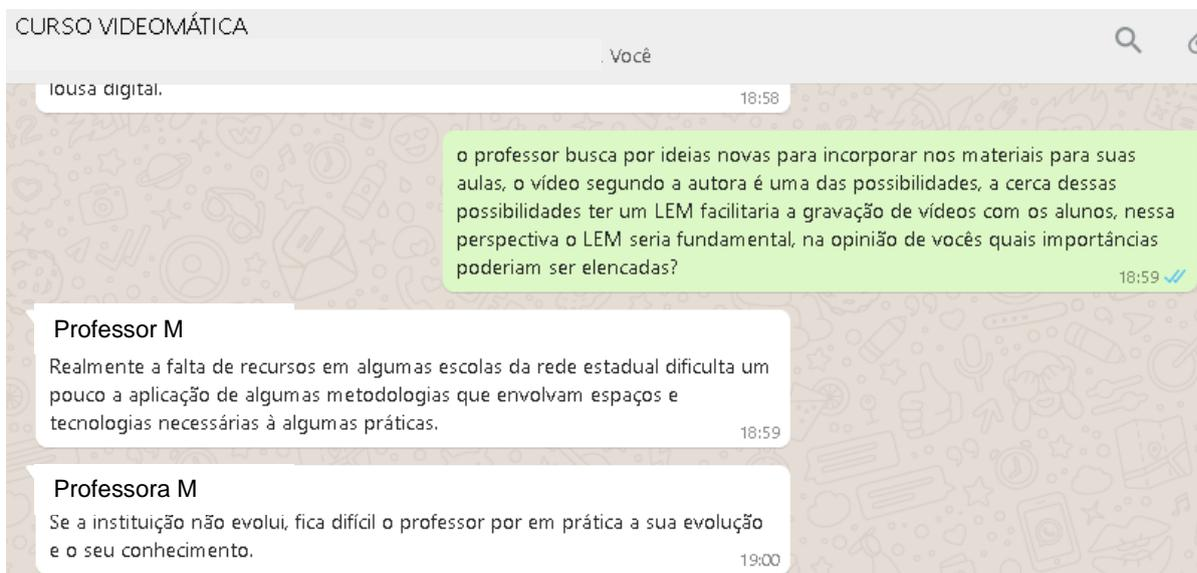 CURSO VIDEOMÁTICA
. Você
lousa digital.
18:58
o professor busca por ideias novas para incorporar nos materiais para suas
aulas, o vídeo segundo a autora é uma das possibilidades, a cerca dessas
possibilidades ter um LEM facilitaria a gravação de vídeos com os alunos, nessa
perspectiva o LEM seria fundamental, na opinião de vocês quais importâncias
poderiam ser elencadas?
18:59
Professor M
Realmente a falta de recursos em algumas escolas da rede estadual dificulta um
pouco a aplicação de algumas metodologias que envolvam espaços e
tecnologias necessárias à algumas práticas.
18:59
Professora M
Se a instituição não evolui, fica difícil o professor por em prática a sua evolução
e o seu conhecimento.
19:00